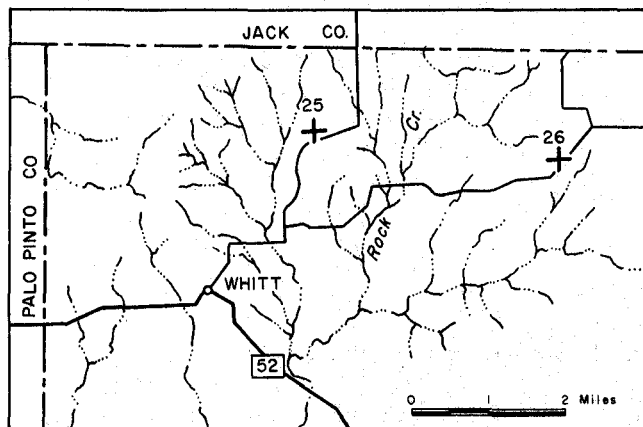 JACK CO.
25
Cr.
26
PALO PINTO CO
Rock
WHITT
52
0 1 2 Miles